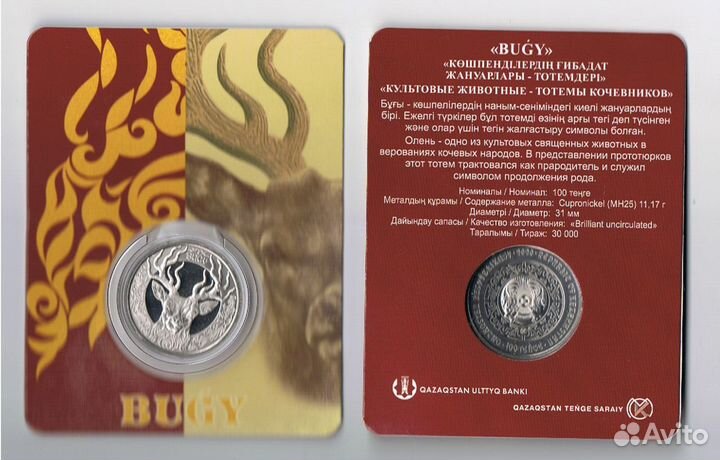 BUǴY
«BUǴY»
«КӨШПЕНДІЛЕРДІҢ ҒИБАДАТ
ЖАНУАРЛАРЫ - ТОТЕМДЕРІ»
«КУЛЬТОВЫЕ ЖИВОТНЫЕ - ТОТЕМЫ КОЧЕВНИКОВ»
Бұғы - көшпелілердің наным-сеніміндегі киелі жануарлардың
бірі. Ежелгі түркілер бұл тотемді өзінің арғы тегі деп түсінген
және олар үшін тегін жалғастыру символы болған.
Олень - одно из культовых священных животных в
верованиях кочевых народов. В представлении прототюрков
этот тотем трактовался как прародитель и служил
символом продолжения рода.
Номиналы / Номинал: 100 теңге
Металдың құрамы / Содержание металла: Cupronickel (МН25) 11,17 г
Диаметрі / Диаметр: 31 мм
Дайындау сапасы / Качество изготовления: «Brilliant uncirculated»
Таралымы / Тираж: 30 000
QAZAQSTAN ULTTYQ BANKI
QAZAQSTAN TEŃGE SARAIY
Avito